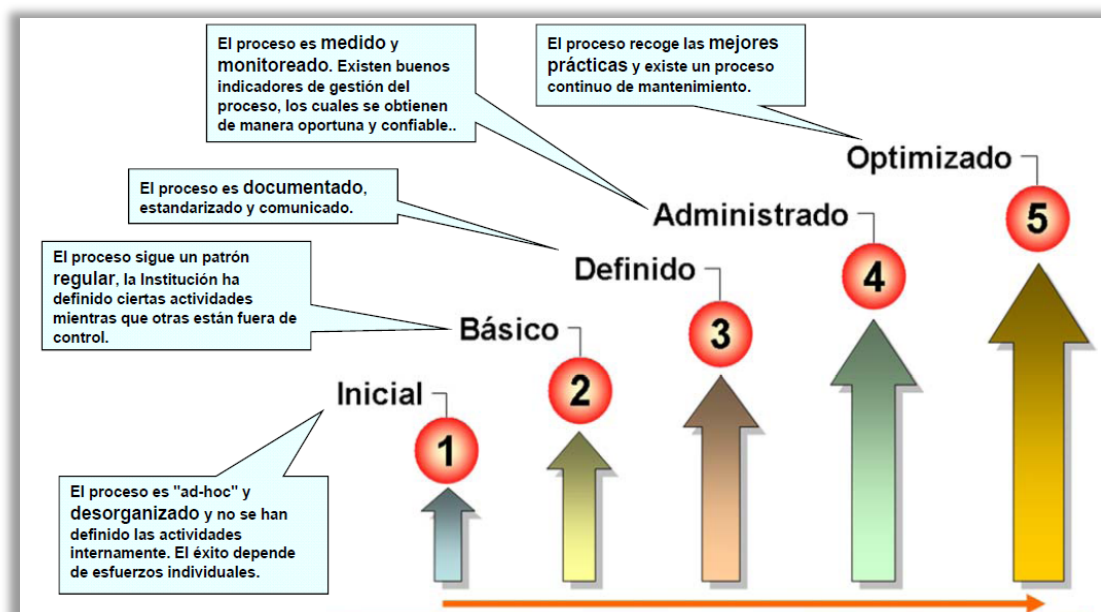 El proceso es medido y
monitoreado. Existen buenos
indicadores de gestión del
proceso, los cuales se obtienen
de manera oportuna y confiable..
El proceso recoge las mejores
prácticas y existe un proceso
continuo de mantenimiento.
Optimizado
5
El proceso es documentado,
estandarizado y comunicado.
Administrado
4
El proceso sigue un patrón
regular, la Institución ha
definido ciertas actividades
mientras que otras están fuera de
control.
Definido
3
Básico
2
Inicial
1
El proceso es "ad-hoc" y
desorganizado y no se han
definido las actividades
internamente. El éxito depende
de esfuerzos individuales.